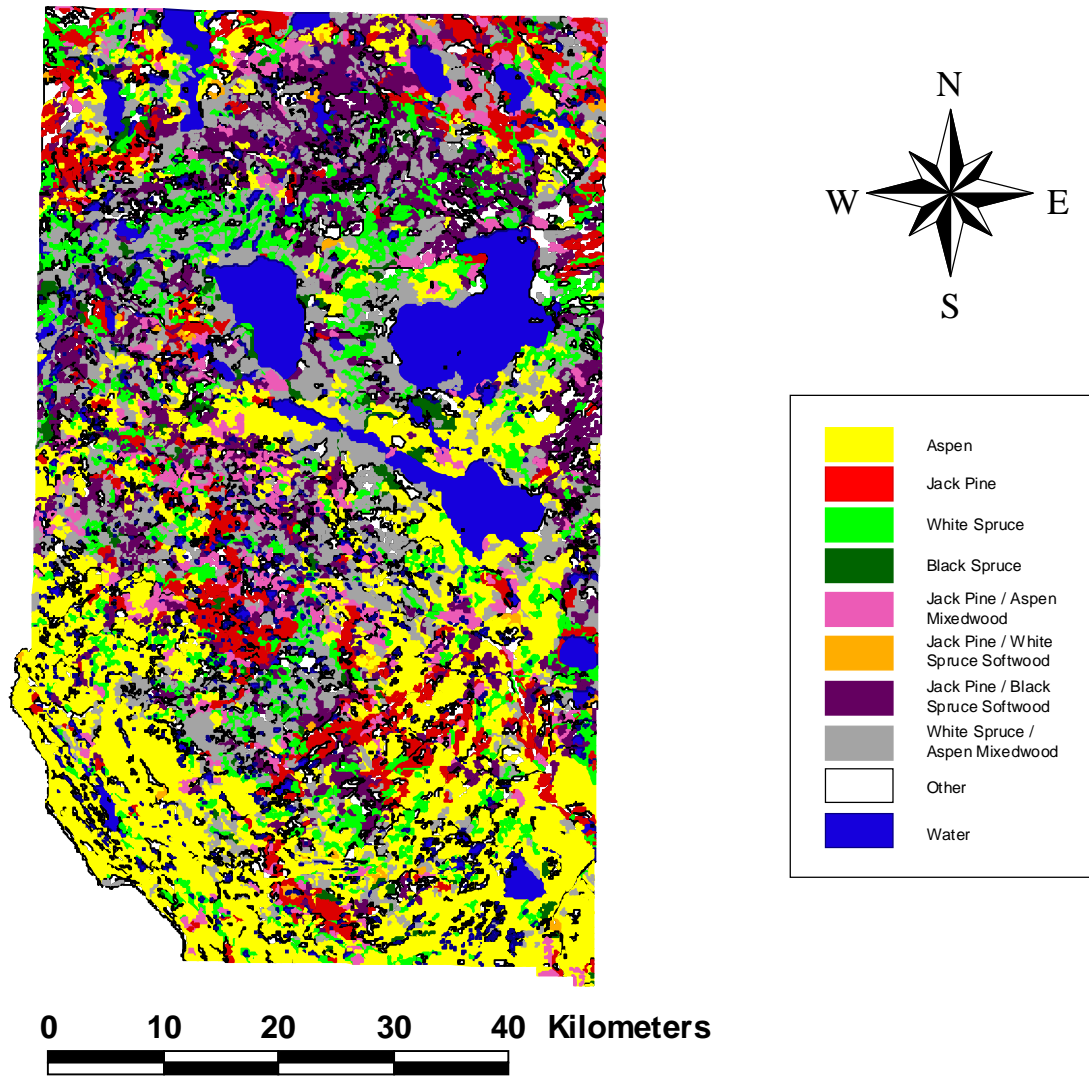 N
W E
S
Aspen
Jack Pine
White Spruce
Black Spruce
Jack Pine / Aspen
Mixedwood
Jack Pine / White
Spruce Softwood
Jack Pine / Black
Spruce Softwood
White Spruce /
Aspen Mixedwood
Other
Water
0 10 20 30 40 Kilometers